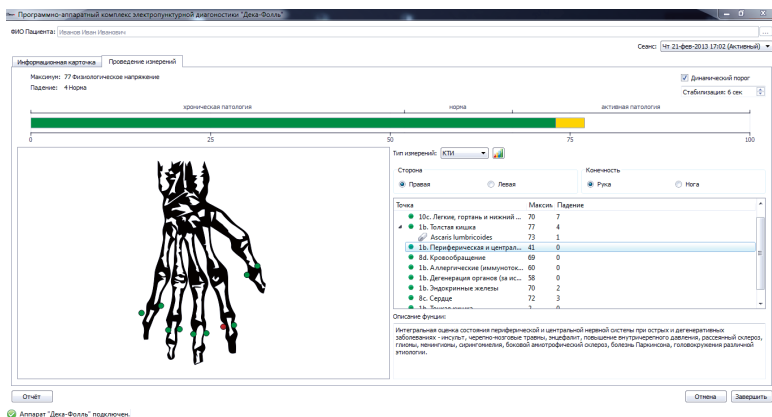 Программно-аппаратный комплекс электропунктурной диагностики "Дека-Фолль"
ФИО Пациента: Иванов Иван Иванович ...
Сеанс: Чт 21-фев-2013 17:02 (Активный)
Информационная карточка Проведение измерений
Максимум: 77 Физиологическое напряжение
Падение: 4 Норма
Динамический порог
Стабилизация: 6 сек
хроническая патология норма активная патология
0 25 50 75 100
Тип измерений: КТИ
Сторона Конечность
Правая Левая Рука Нога
Точка Максим. Падение
10c. Легкие, гортань и нижний ... 70 7
1b. Толстая кишка 77 4
Ascaris lumbricoides 73 1
1b. Периферическая и централ... 41 0
8d. Кровообращение 69 0
1b. Аллергические (иммуноток... 60 0
1b. Дегенерация органов (за ис... 58 0
1b. Эндокринные железы 70 2
8c. Сердце 72 3
Описание фунции:
Интегральная оценка состояния периферической и центральной нервной системы при острых и дегенеративных
заболеваниях - инсульт, черепно-мозговые травмы, энцефалит, повышение внутричерепного давления, рассеянный склероз,
глиомы, менингиомы, сирингомиелия, боковой амиотрофический склероз, болезнь Паркинсона, головокружения различной
этиологии.
Отчёт Отмена Завершить
Аппарат "Дека-Фолль" подключен.